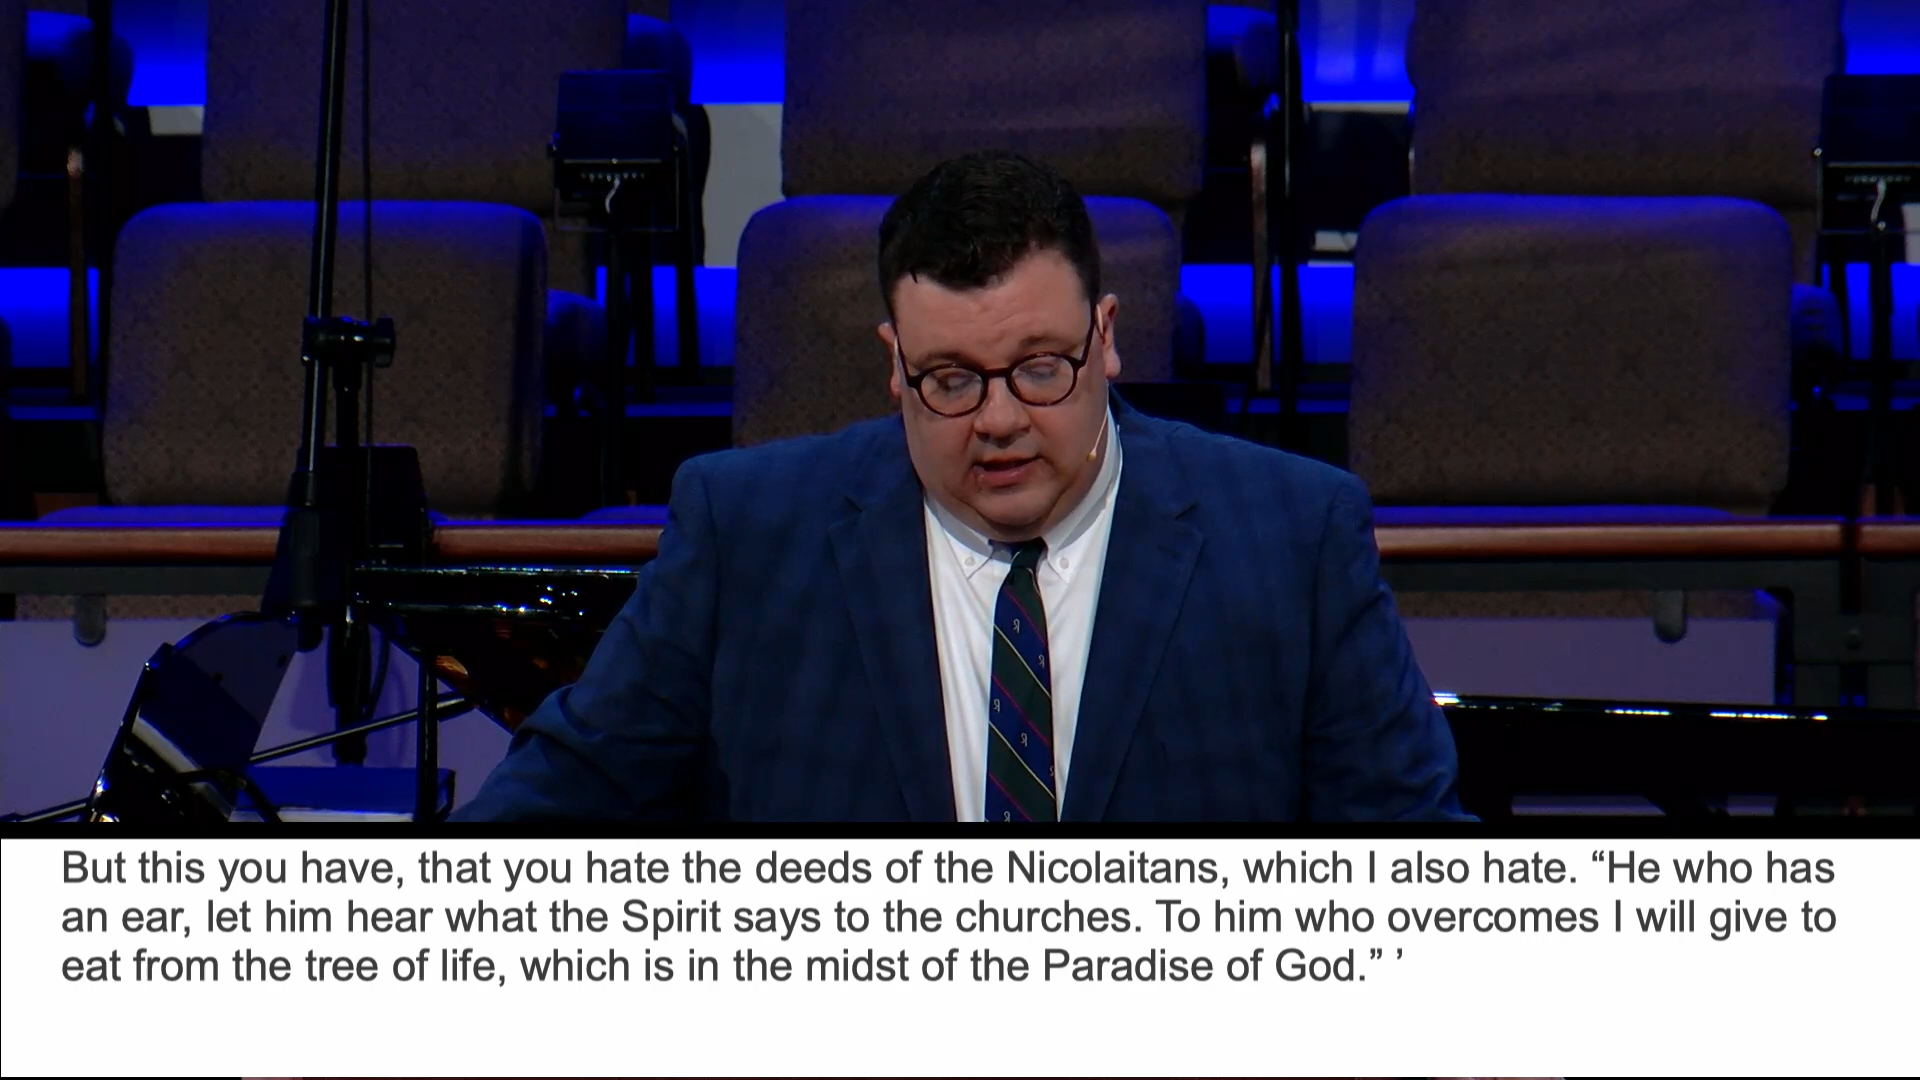 But this you have, that you hate the deeds of the Nicolaitans, which I also hate. “He who has
an ear, let him hear what the Spirit says to the churches. To him who overcomes I will give to
eat from the tree of life, which is in the midst of the Paradise of God.” ’